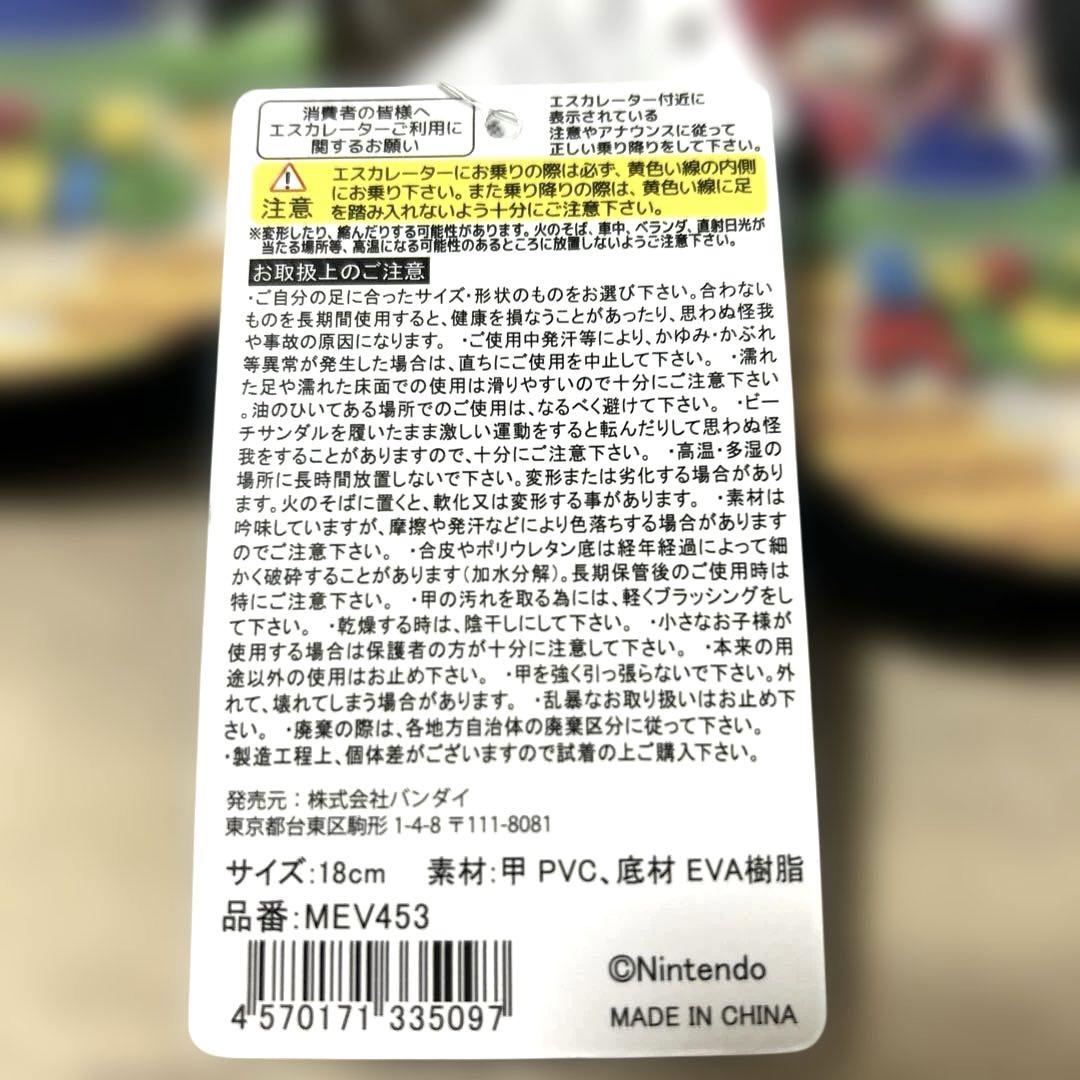 消費者の皆様へ
エスカレーターご利用に
関するお願い
エスカレーター付近に
表示されている
注意やアナウンスに従って
正しい乗り降りをして下さい。
注意
エスカレーターにお乗りの際は必ず、黄色い線の内側
にお乗り下さい。また乗り降りの際は、黄色い線に足
を踏み入れないよう十分にご注意下さい。
※変形したり、縮んだりする可能性があります。火のそば、車中、ベランダ、直射日光が
当たる場所等、高温になる可能性のあるところに放置しないようご注意下さい。
お取扱上のご注意
・ご自分の足に合ったサイズ・形状のものをお選び下さい。合わない
ものを長期間使用すると、健康を損なうことがあったり、思わぬ怪我
や事故の原因になります。 ・ご使用中発汗等により、かゆみ・かぶれ
等異常が発生した場合は、直ちにご使用を中止して下さい。 ・濡れ
た足や濡れた床面での使用は滑りやすいので十分にご注意下さい
。油のひいてある場所でのご使用は、なるべく避けて下さい。 ・ビー
チサンダルを履いたまま激しい運動をすると転んだりして思わぬ怪
我をすることがありますので、十分にご注意下さい。 ・高温・多湿の
場所に長時間放置しないで下さい。変形または劣化する場合があり
ます。火のそばに置くと、軟化又は変形する事があります。 ・素材は
吟味していますが、摩擦や発汗などにより色落ちする場合があります
のでご注意下さい。 ・合皮やポリウレタン底は経年経過によって細
かく破砕することがあります(加水分解)。長期保管後のご使用時は
特にご注意下さい。 ・甲の汚れを取る為には、軽くブラッシングをし
て下さい。 ・乾燥する時は、陰干しにして下さい。 ・小さなお子様が
使用する場合は保護者の方が十分に注意して下さい。 ・本来の用
途以外の使用はお止め下さい。 ・甲を強く引っ張らないで下さい。外
れて、壊れてしまう場合があります。 ・乱暴なお取り扱いはお止め下
さい。 ・廃棄の際は、各地方自治体の廃棄区分に従って下さい。
・製造工程上、個体差がございますので試着の上ご購入下さい。
発売元：株式会社バンダイ
東京都台東区駒形 1-4-8 〒111-8081
サイズ:18cm 素材:甲 PVC、底材 EVA樹脂
品番:MEV453
4 570171 335097
©Nintendo
MADE IN CHINA